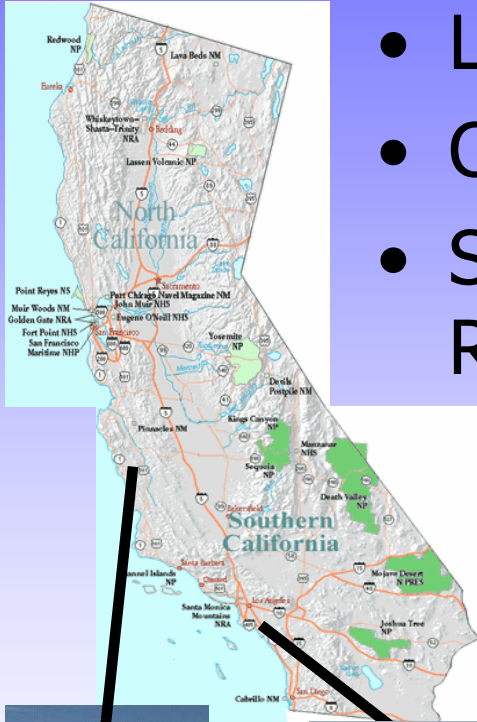 • L
• C
• S
R
Redwood
NP
Lava Beds NM
Eureka
Whiskeytown–
Shasta–Trinity
NRA
Redding
Lassen Volcanic NP
North
California
Sacramento
Point Reyes NS
Port Chicago Navel Magazine NM
John Muir NHS
Muir Woods NM
Eugene O'Neill NHS
Golden Gate NRA
Fort Point NHS
San Francisco
San Francisco
Maritime NHP
Yosemite
NP
Merced
Devils
Postpile NM
Pinnacles NM
Kings Canyon
NP
Manzanar
NHS
Sequoia
NP
Death Valley
NP
Bakersfield
Southern
California
Santa Barbara
annel Islands
NP
Oxnard
Mojave Desert
N PRES
Santa Monica
Mountains
NRA
Los Angeles
Joshua Tree
NP
Cabrillo NM
San Diego